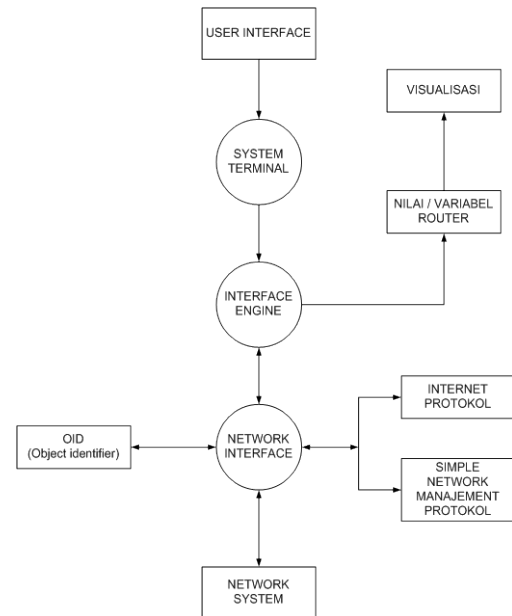 USER INTERFACE
VISUALISASI
SYSTEM
TERMINAL
NILAI / VARIABEL
ROUTER
INTERFACE
ENGINE
INTERNET
PROTOKOL
OID
(Object identifier)
NETWORK
INTERFACE
SIMPLE
NETWORK
MANAJEMENT
PROTOKOL
NETWORK
SYSTEM